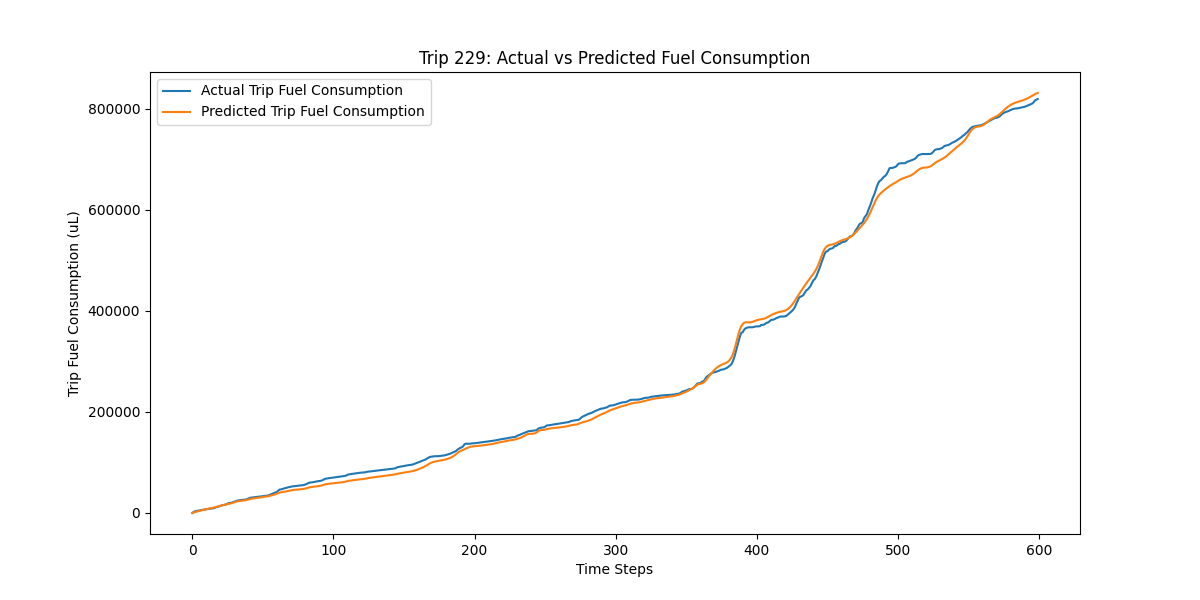 Trip 229: Actual vs Predicted Fuel Consumption
Actual Trip Fuel Consumption
Predicted Trip Fuel Consumption
800000
600000
400000
200000
0
Trip Fuel Consumption (uL)
0 100 200 300 400 500 600
Time Steps